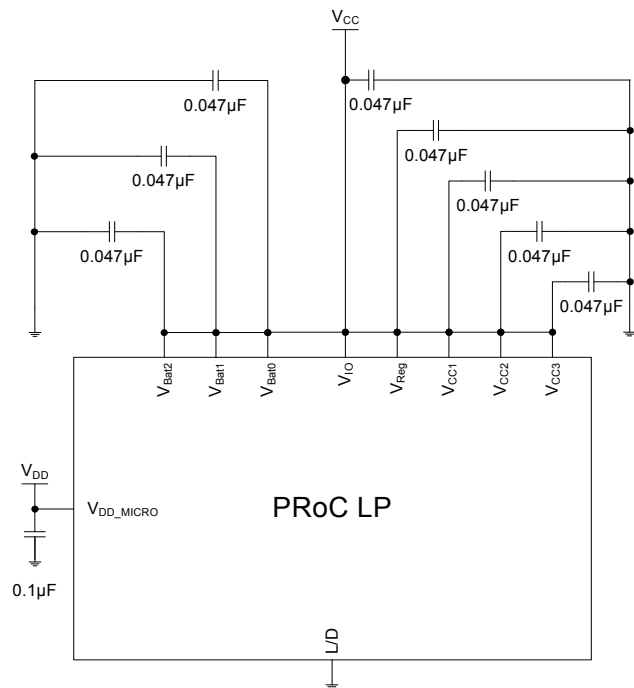 VCC
0.047µF
0.047µF
0.047µF
0.047µF
0.047µF
0.047µF
0.047µF
0.047µF
VBat2
VBat1
VBat0
VIO
VReg
VCC1
VCC2
VCC3
VDD
VDD_MICRO
PRoC LP
0.1µF
L/D